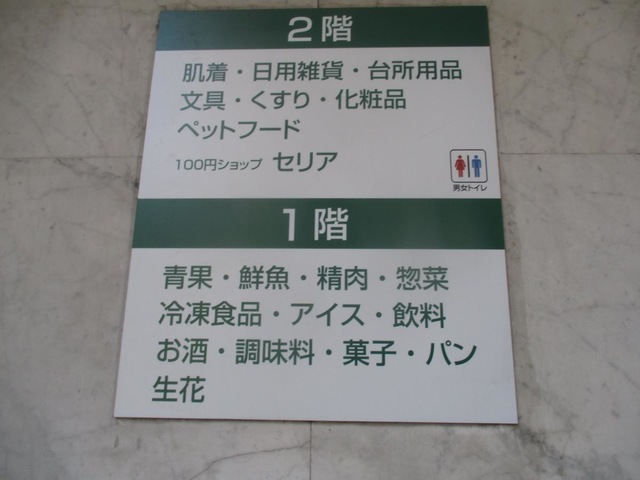 2階
肌着・日用雑貨・台所用品
文具・くすり・化粧品
ペットフード
100円ショップ セリア
男女トイレ
1階
青果・鮮魚・精肉・惣菜
冷凍食品・アイス・飲料
お酒・調味料・菓子・パン
生花